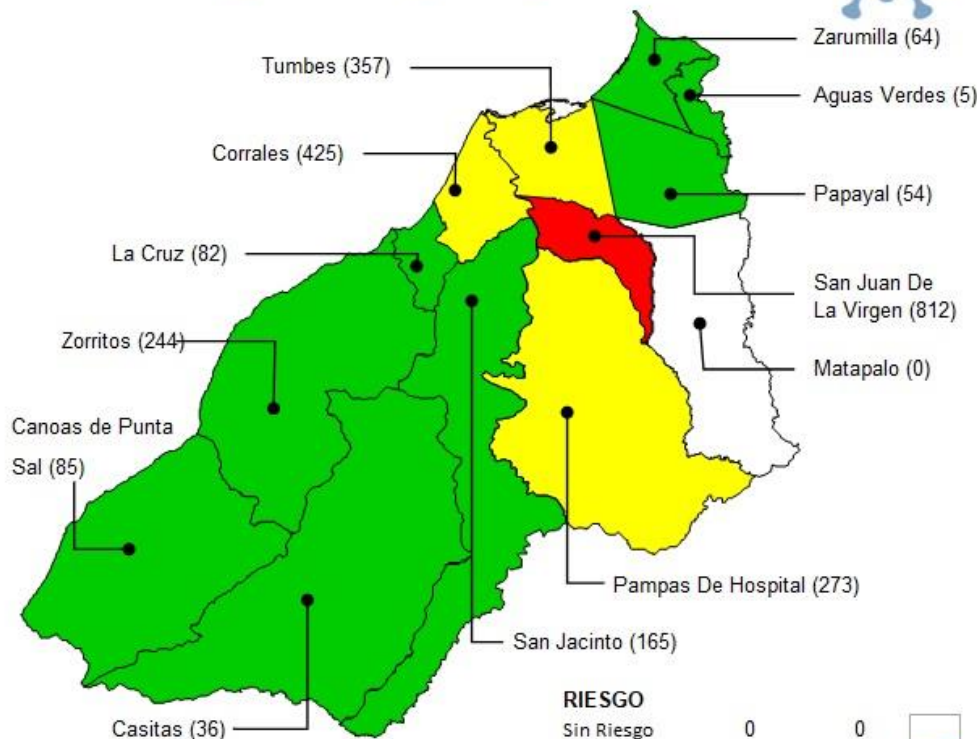 Zarumilla (64)
Tumbes (357)
Aguas Verdes (5)
Corrales (425)
Papayal (54)
La Cruz (82)
San Juan De
La Virgen (812)
Zorritos (244)
Matapalo (0)
Canoas de Punta
Sal (85)
Pampas De Hospital (273)
San Jacinto (165)
Casitas (36)
RIESGO
Sin Riesgo 0 0